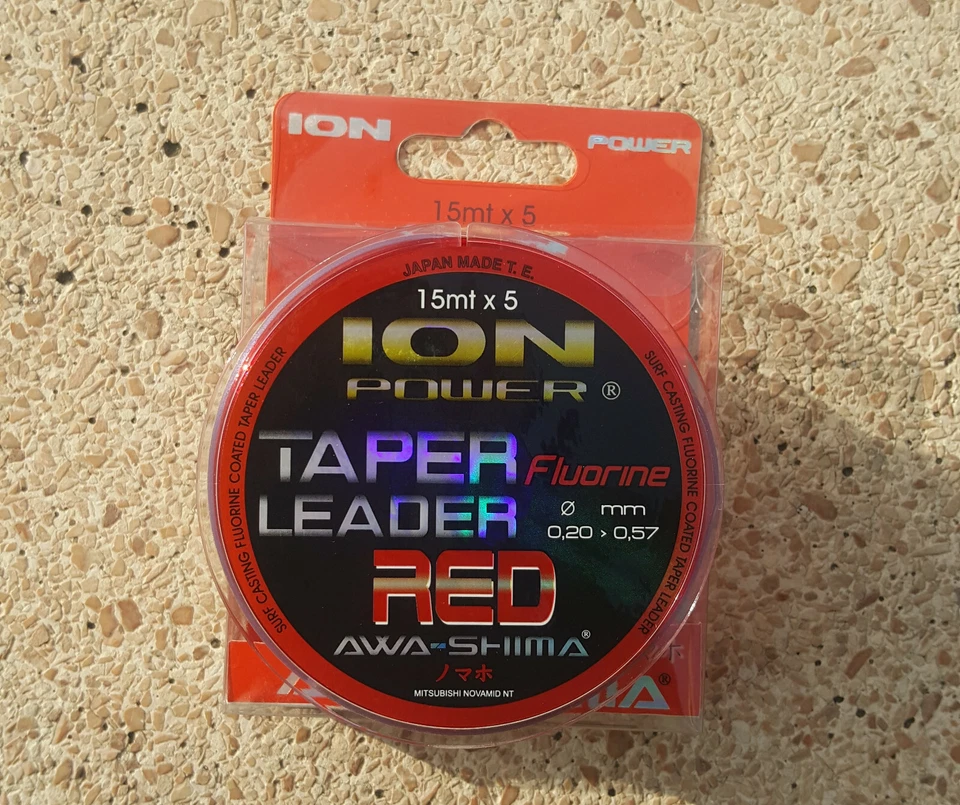 ION
POWER
15mt x 5
JAPAN MADE T. E.
15mt x 5
ION
POWER ®
TAPER
LEADER
Fluorine
Ø mm
0,20 > 0,57
RED
AWA-SHIMA®
ノマホ
MITSUBISHI NOVAMID NT
SURF CASTING FLUORINE COATED TAPER LEADER
SURF CASTING FLUORINE COATED TAPER LEADER